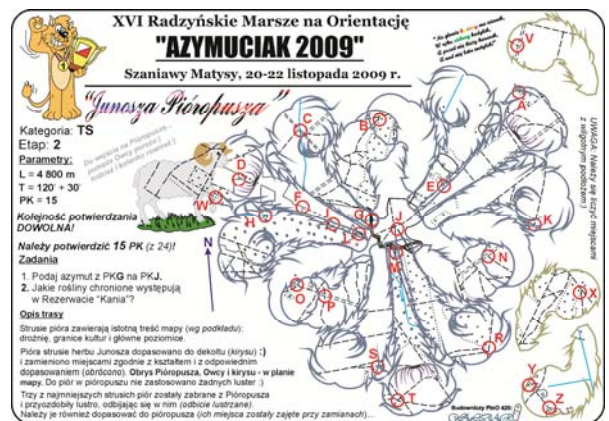 XVI Radzyńskie Marsze na Orientację
"AZYMUCIAK 2009"
Szaniawy Matysy, 20-22 listopada 2009 r.
"Junosza Pióropusza"
Kategoria: TS
Etap: 2
Parametry:
L = 4 800 m
T = 120' + 30'
PK = 15
Kolejność potwierdzania
DOWOLNA!
Należy potwierdzić 15 PK (z 24)!
Zadania
1. Podaj azymut z PKG na PKJ.
2. Jakie rośliny chronione występują
w Rezerwacie "Kania"?
Opis trasy
Strusie pióra zawierają istotną treść mapy (wg podkładu):
drożnię, granice kultur i główne poziomice.
Pióra strusie herbu Junosza dopasowano do dekoltu (kirysu) :)
i zamieniono miejscami zgodnie z kształtem i z odpowiednim
dopasowaniem (obrócono). Obrys Pióropusza, Owcy i kirysu - w planie
mapy. Do piór w pióropuszu nie zastosowano żadnych luster :)
Trzy z najmniejszych strusich piór zostały zabrane z Pióropusza
i przyozdobiły lustro, odbijając się w nim (odbicie lustrzane).
Należy je również dopasować do pióropusza (ich miejsca zostały zajęte przy zamianach)...
UWAGA: Należy się liczyć miejscami
z wilgotnym podłożem:)
N
A
B
C
D
E
F
G
H
I
J
K
L
M
N
O
P
R
S
T
V
W
X
Y
Z